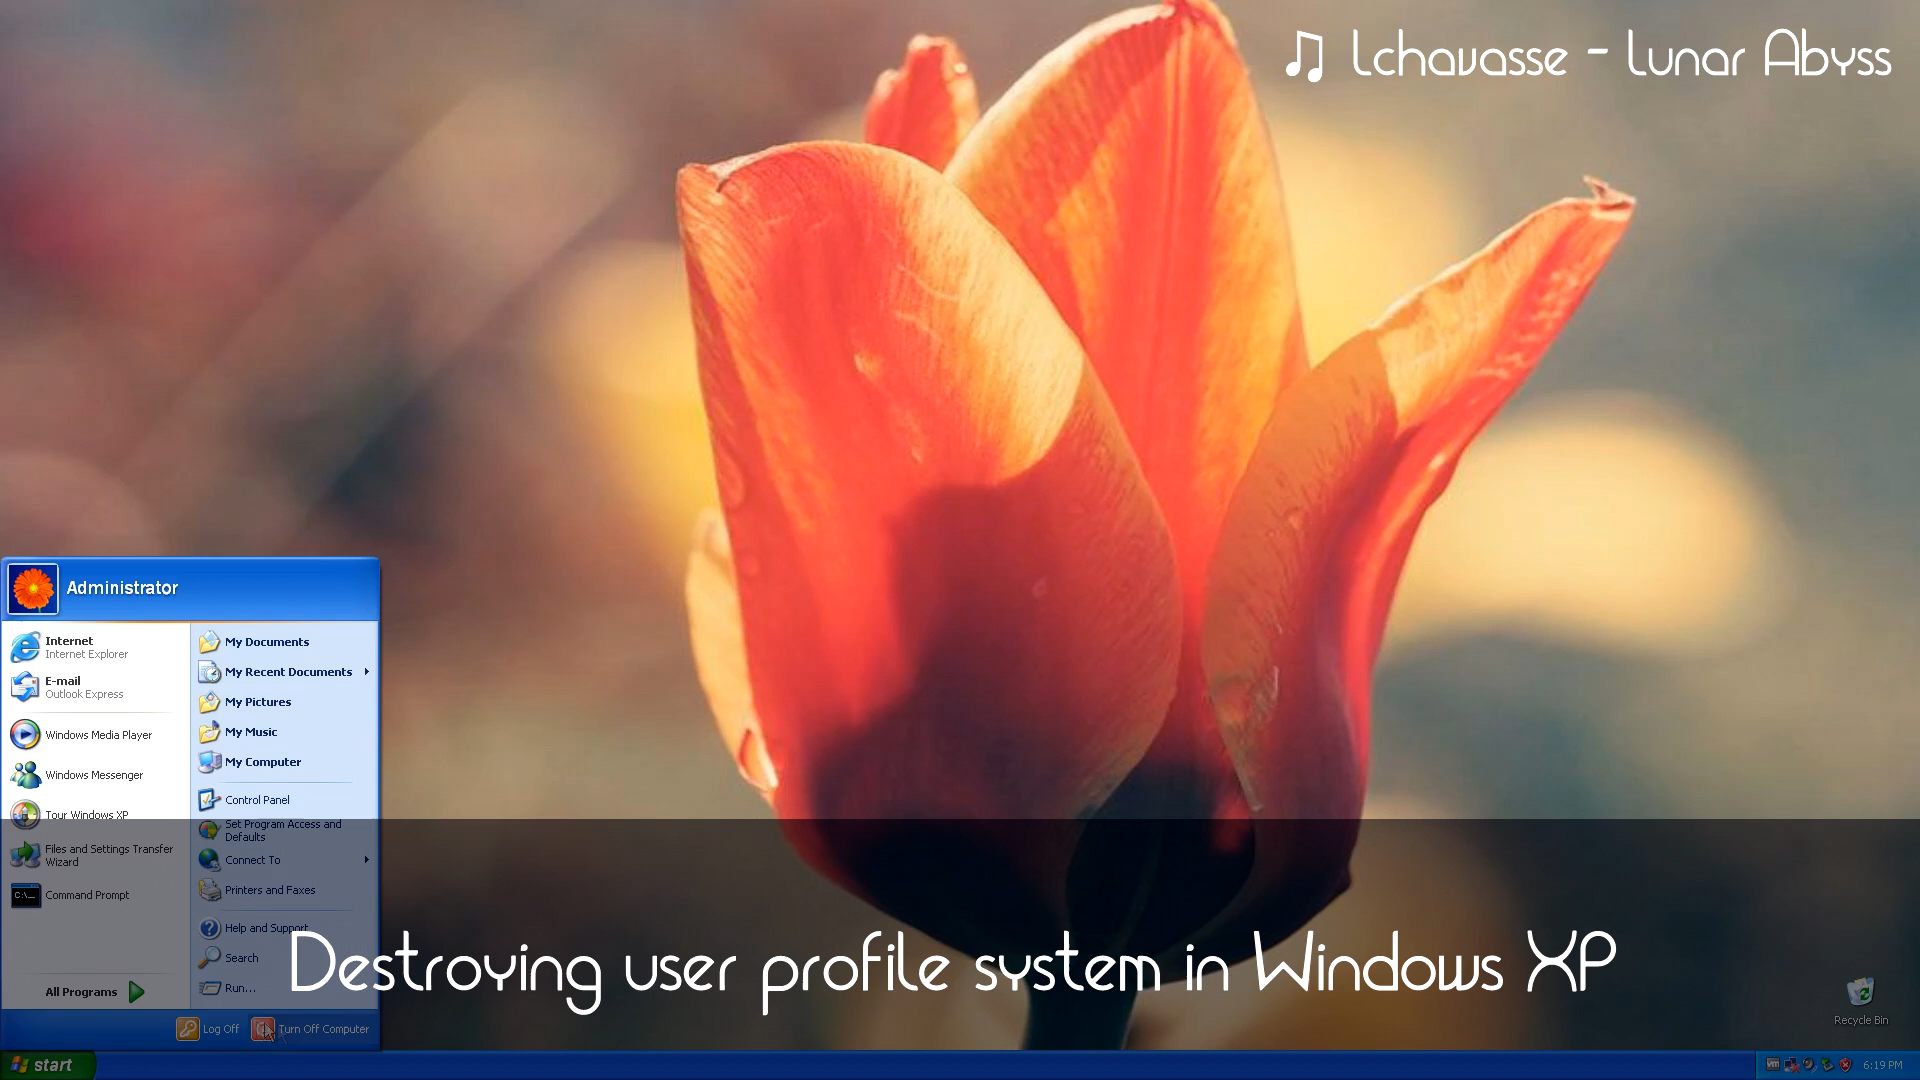 ♫ Lchavasse - Lunar Abyss
Administrator
Internet
Internet Explorer
E-mail
Outlook Express
Windows Media Player
Windows Messenger
Tour Windows XP
Files and Settings Transfer
Wizard
C:\_
Command Prompt
All Programs
My Documents
My Recent Documents
My Pictures
My Music
My Computer
Control Panel
Set Program Access and
Defaults
Connect To
Printers and Faxes
Help and Support
Search
Run...
Log Off
Turn Off Computer
Destroying user profile system in Windows XP
Recycle Bin
start
vm
6:19 PM